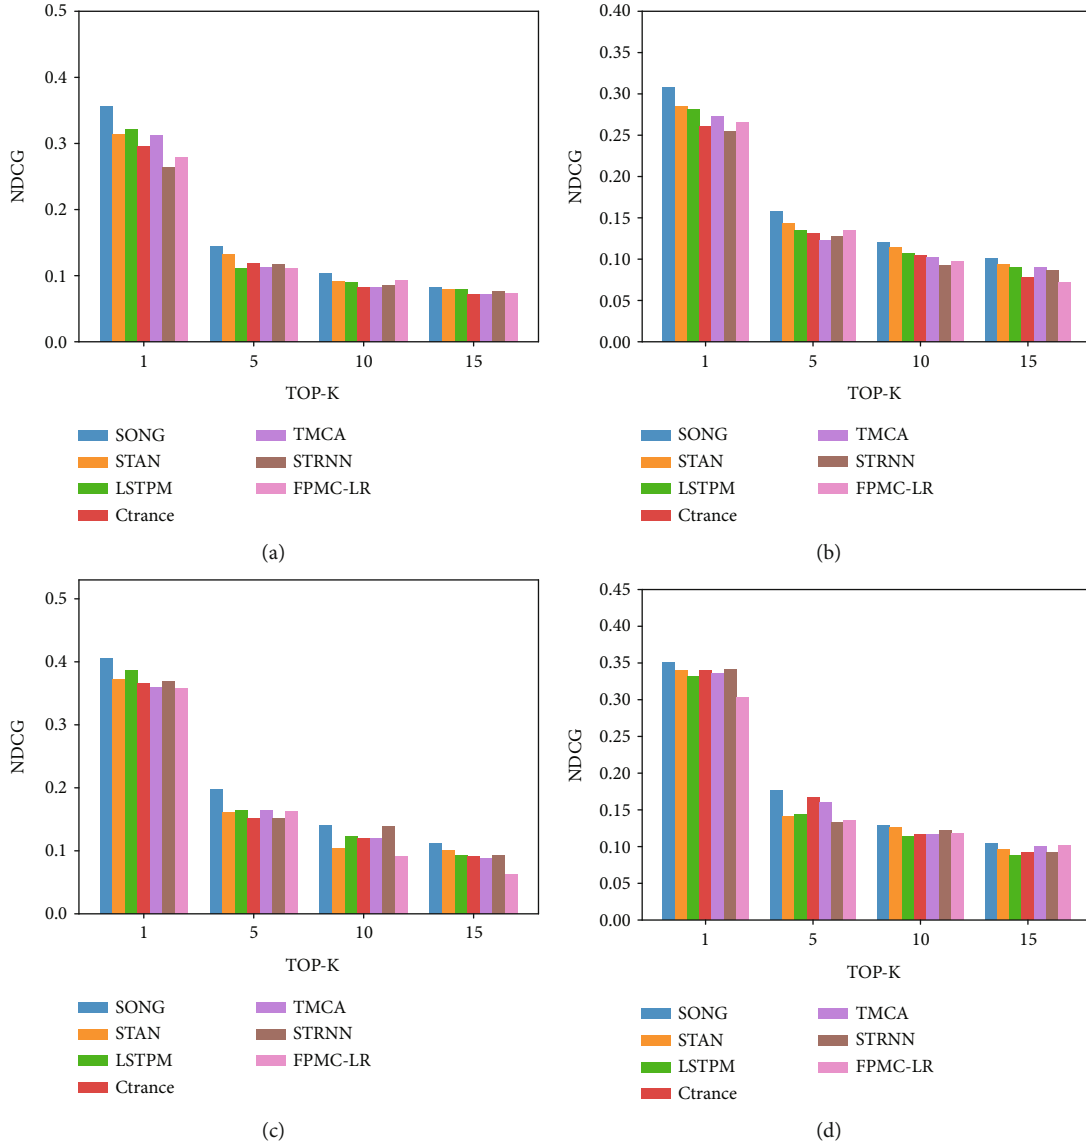 0.5
0.4
0.3
0.2
0.1
0.0
NDCG
1 5 10 15
TOP-K
SONG TMCA
STAN STRNN
LSTPM FPMC-LR
Ctrance
(a)
0.40
0.35
0.30
0.25
0.20
0.15
0.10
0.05
0.00
NDCG
1 5 10 15
TOP-K
SONG TMCA
STAN STRNN
LSTPM FPMC-LR
Ctrance
(b)
0.5
0.4
0.3
0.2
0.1
0.0
NDCG
1 5 10 15
TOP-K
SONG TMCA
STAN STRNN
LSTPM FPMC-LR
Ctrance
(c)
0.45
0.40
0.35
0.30
0.25
0.20
0.15
0.10
0.05
0.00
NDCG
1 5 10 15
TOP-K
SONG TMCA
STAN STRNN
LSTPM FPMC-LR
Ctrance
(d)